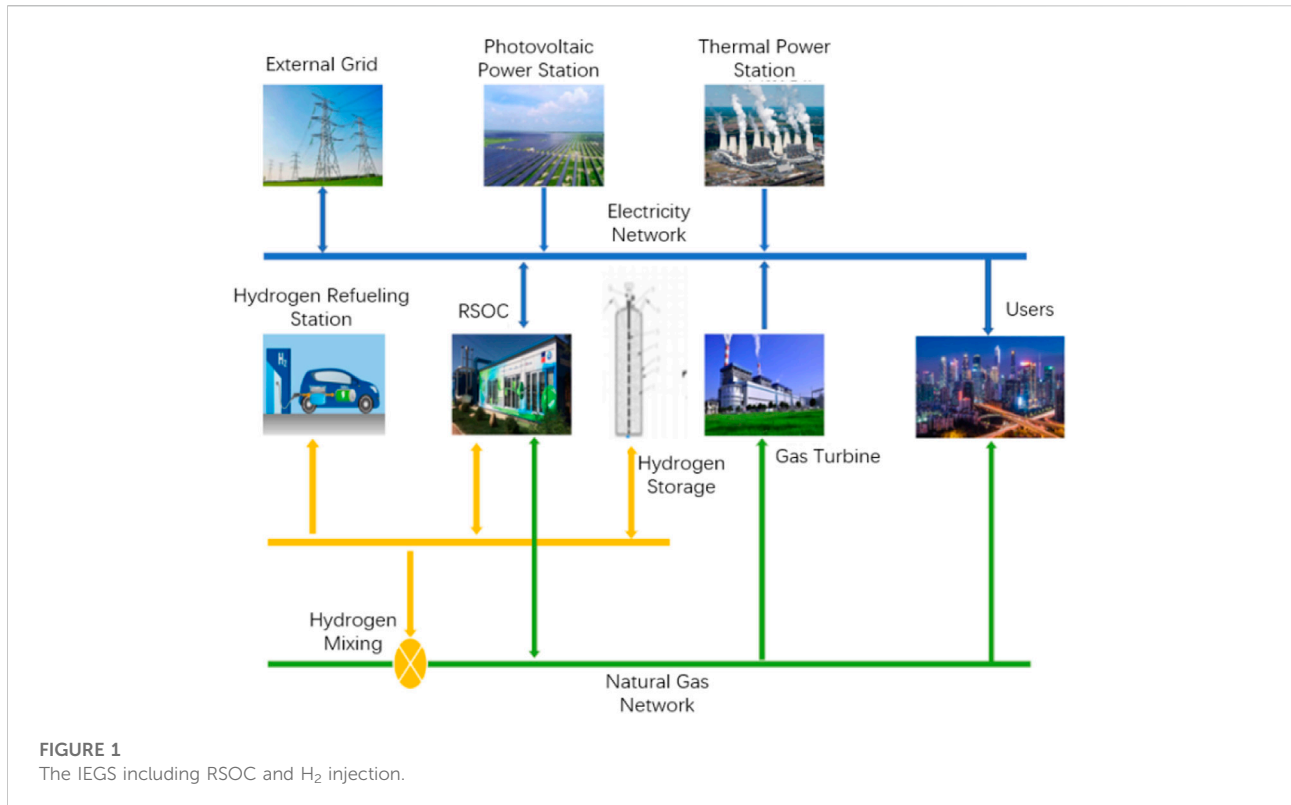 External Grid
Photovoltaic
Power Station
Thermal Power
Station
Electricity
Network
Hydrogen Refueling
Station
RSOC
Users
H2
Hydrogen
Storage
Gas Turbine
Hydrogen
Mixing
Natural Gas
Network
FIGURE 1
The IEGS including RSOC and H₂ injection.